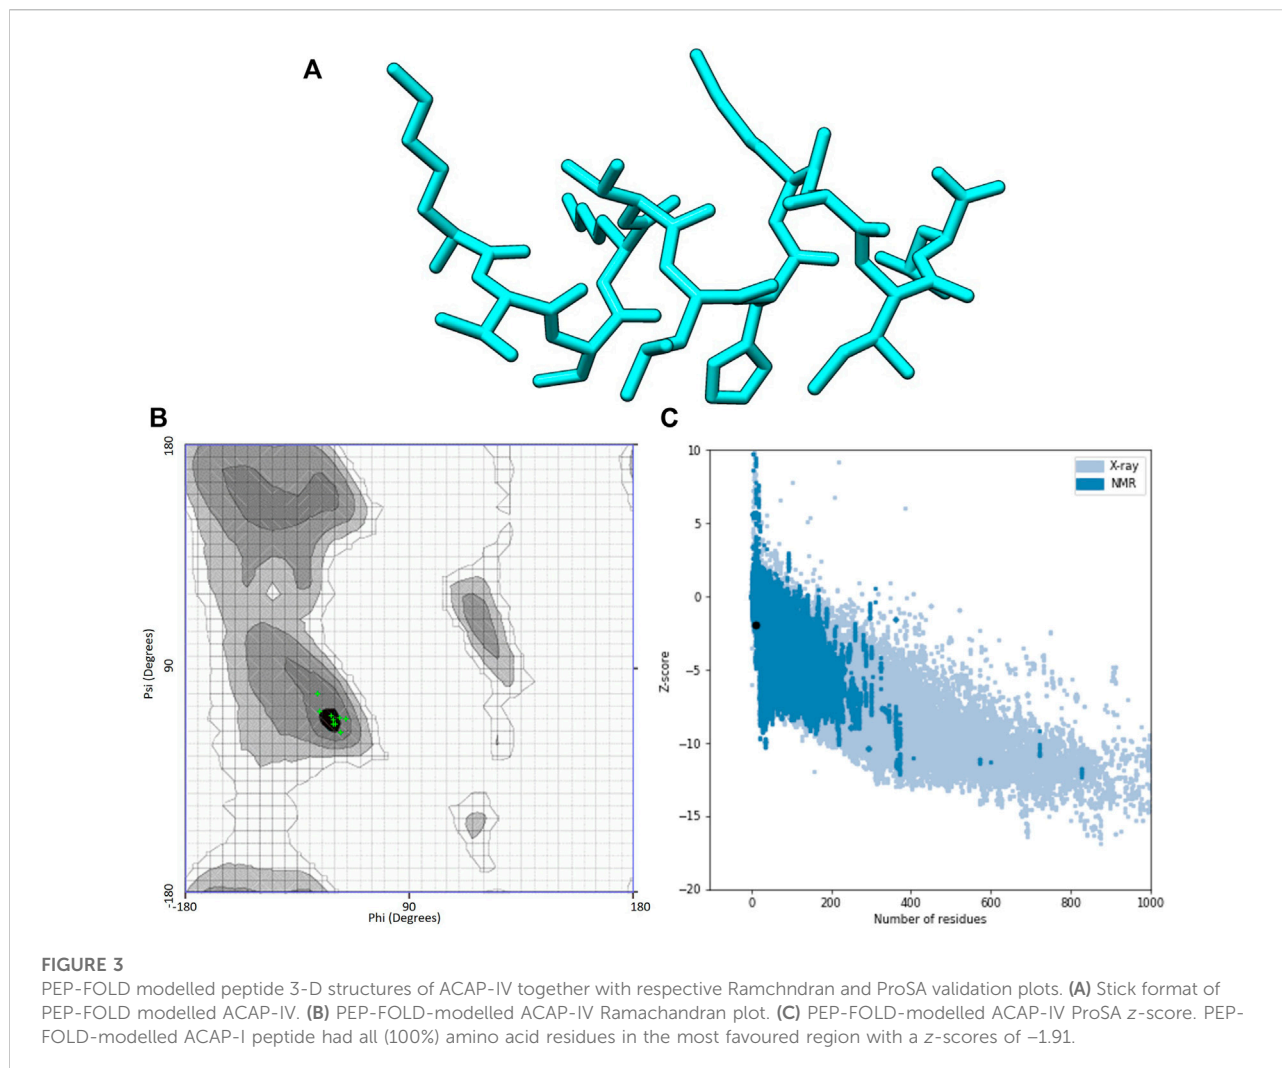 A
B
C
180
Psi (Degrees)
90
-180
-180
90
180
Phi (Degrees)
10
5
0
−5
−10
−15
−20
Z-score
X-ray
NMR
0
200
400
600
800
1000
Number of residues
FIGURE 3
PEP-FOLD modelled peptide 3-D structures of ACAP-IV together with respective Ramchndran and ProSA validation plots. (A) Stick format of
PEP-FOLD modelled ACAP-IV. (B) PEP-FOLD-modelled ACAP-IV Ramachandran plot. (C) PEP-FOLD-modelled ACAP-IV ProSA z-score. PEP-
FOLD-modelled ACAP-I peptide had all (100%) amino acid residues in the most favoured region with a z-scores of −1.91.